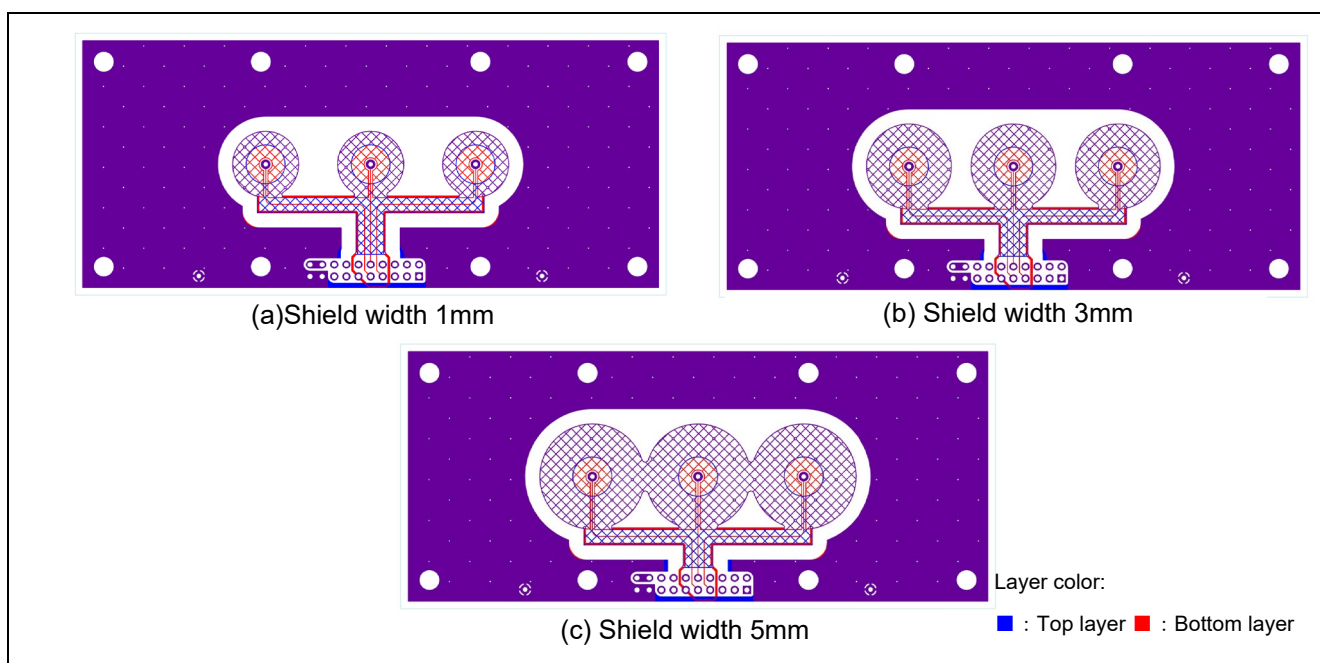 (a)Shield width 1mm
(b) Shield width 3mm
(c) Shield width 5mm
Layer color:
: Top layer : Bottom layer